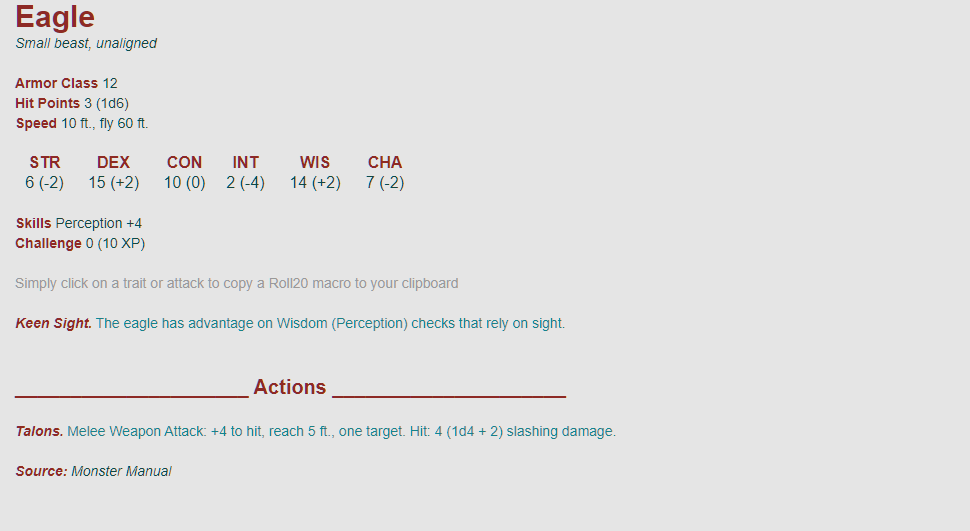 Eagle
Small beast, unaligned
Armor Class 12
Hit Points 3 (1d6)
Speed 10 ft., fly 60 ft.
STR DEX CON INT WIS CHA
6 (-2) 15 (+2) 10 (0) 2 (-4) 14 (+2) 7 (-2)
Skills Perception +4
Challenge 0 (10 XP)
Simply click on a trait or attack to copy a Roll20 macro to your clipboard
Keen Sight. The eagle has advantage on Wisdom (Perception) checks that rely on sight.
_____________________ Actions _____________________
Talons. Melee Weapon Attack: +4 to hit, reach 5 ft., one target. Hit: 4 (1d4 + 2) slashing damage.
Source: Monster Manual